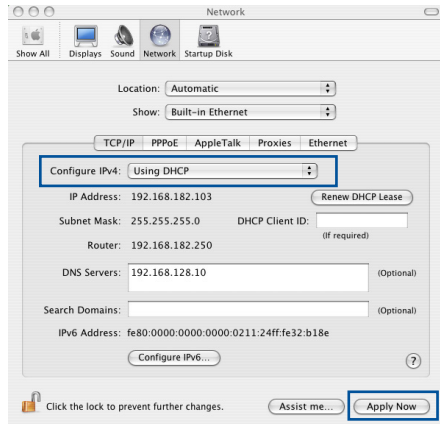 Network
Show All Displays Sound Network Startup Disk
Location: Automatic
Show: Built-in Ethernet
TCP/IP PPPoE AppleTalk Proxies Ethernet
Configure IPv4: Using DHCP
IP Address: 192.168.182.103 Renew DHCP Lease
Subnet Mask: 255.255.255.0 DHCP Client ID:
(If required)
Router: 192.168.182.250
DNS Servers: 192.168.128.10 (Optional)
Search Domains: (Optional)
IPv6 Address: fe80:0000:0000:0000:0211:24ff:fe32:b18e
Configure IPv6... ?
Click the lock to prevent further changes. Assist me... Apply Now